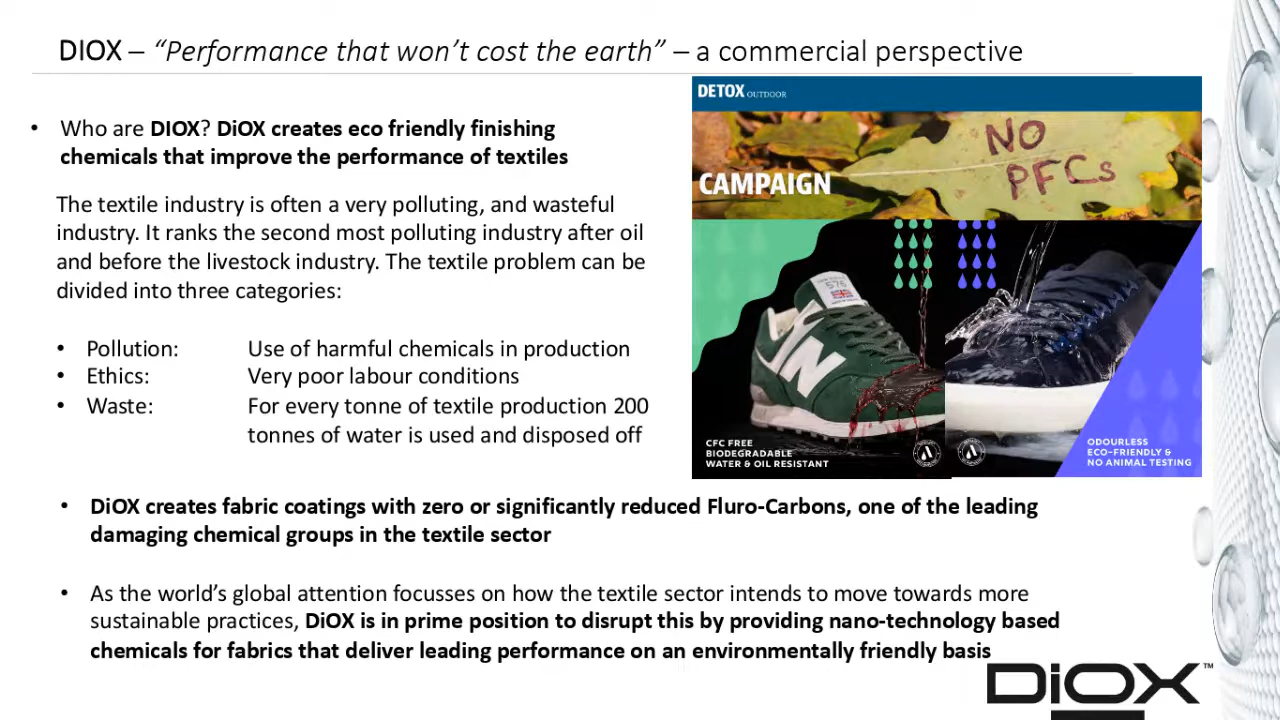 DIOX – “Performance that won’t cost the earth” – a commercial perspective
• Who are DIOX? DiOX creates eco friendly finishing
chemicals that improve the performance of textiles
The textile industry is often a very polluting, and wasteful
industry. It ranks the second most polluting industry after oil
and before the livestock industry. The textile problem can be
divided into three categories:
• Pollution: Use of harmful chemicals in production
• Ethics: Very poor labour conditions
• Waste: For every tonne of textile production 200
tonnes of water is used and disposed off
DETOX OUTDOOR
NO
PFCs
CAMPAIGN
576
N
CFC FREE
BIODEGRADABLE
WATER & OIL RESISTANT
ODOURLESS
ECO-FRIENDLY &
NO ANIMAL TESTING
• DiOX creates fabric coatings with zero or significantly reduced Fluro-Carbons, one of the leading
damaging chemical groups in the textile sector
• As the world’s global attention focusses on how the textile sector intends to move towards more
sustainable practices, DiOX is in prime position to disrupt this by providing nano-technology based
chemicals for fabrics that deliver leading performance on an environmentally friendly basis
DiOX™